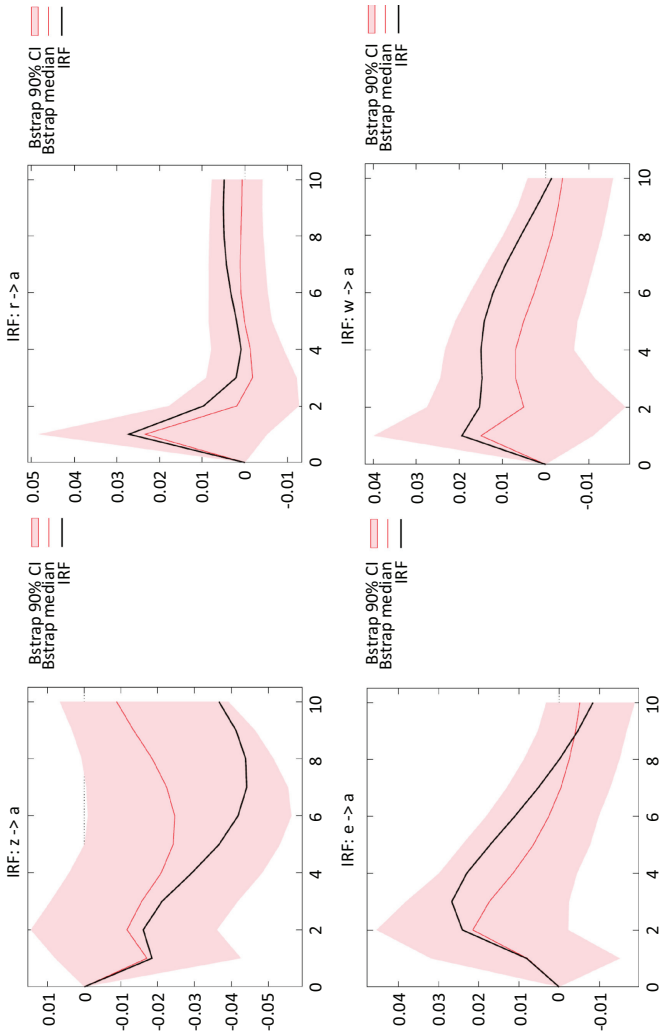 IRF: z -> a
Bstrap 90% CI
Bstrap median
IRF
0.01
0
-0.01
-0.02
-0.03
-0.04
-0.05
0 2 4 6 8 10
IRF: r -> a
Bstrap 90% CI
Bstrap median
IRF
0.05
0.04
0.03
0.02
0.01
0
-0.01
0 2 4 6 8 10
IRF: e -> a
Bstrap 90% CI
Bstrap median
IRF
0.04
0.03
0.02
0.01
0
-0.01
0 2 4 6 8 10
IRF: w -> a
Bstrap 90% CI
Bstrap median
IRF
0.04
0.03
0.02
0.01
0
-0.01
0 2 4 6 8 10